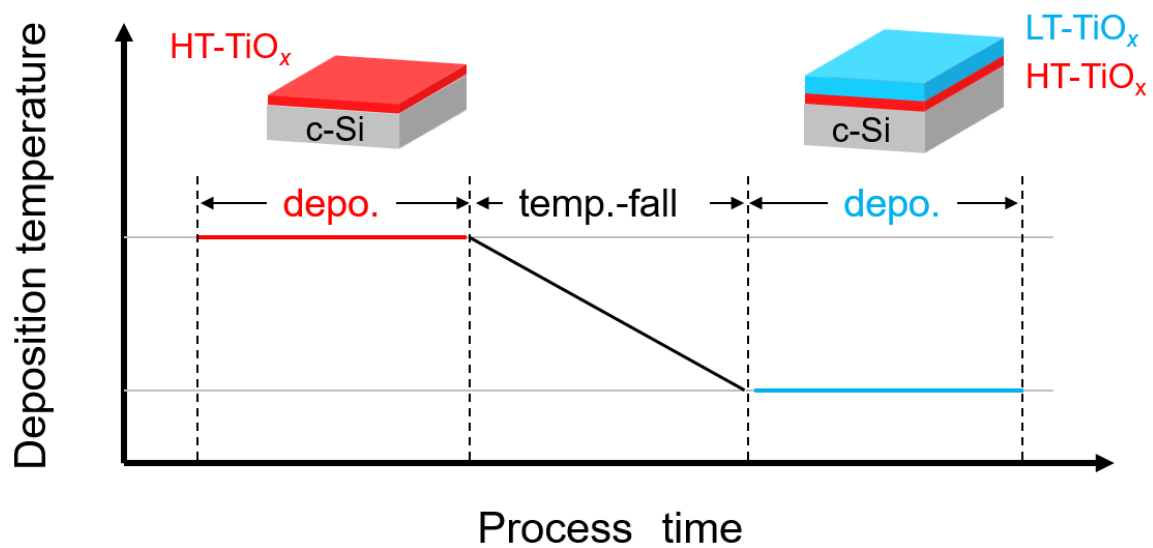 Deposition temperature
HT-TiOₓ
c-Si
LT-TiOₓ
HT-TiOₓ
c-Si
depo.
temp.-fall
depo.
Process time